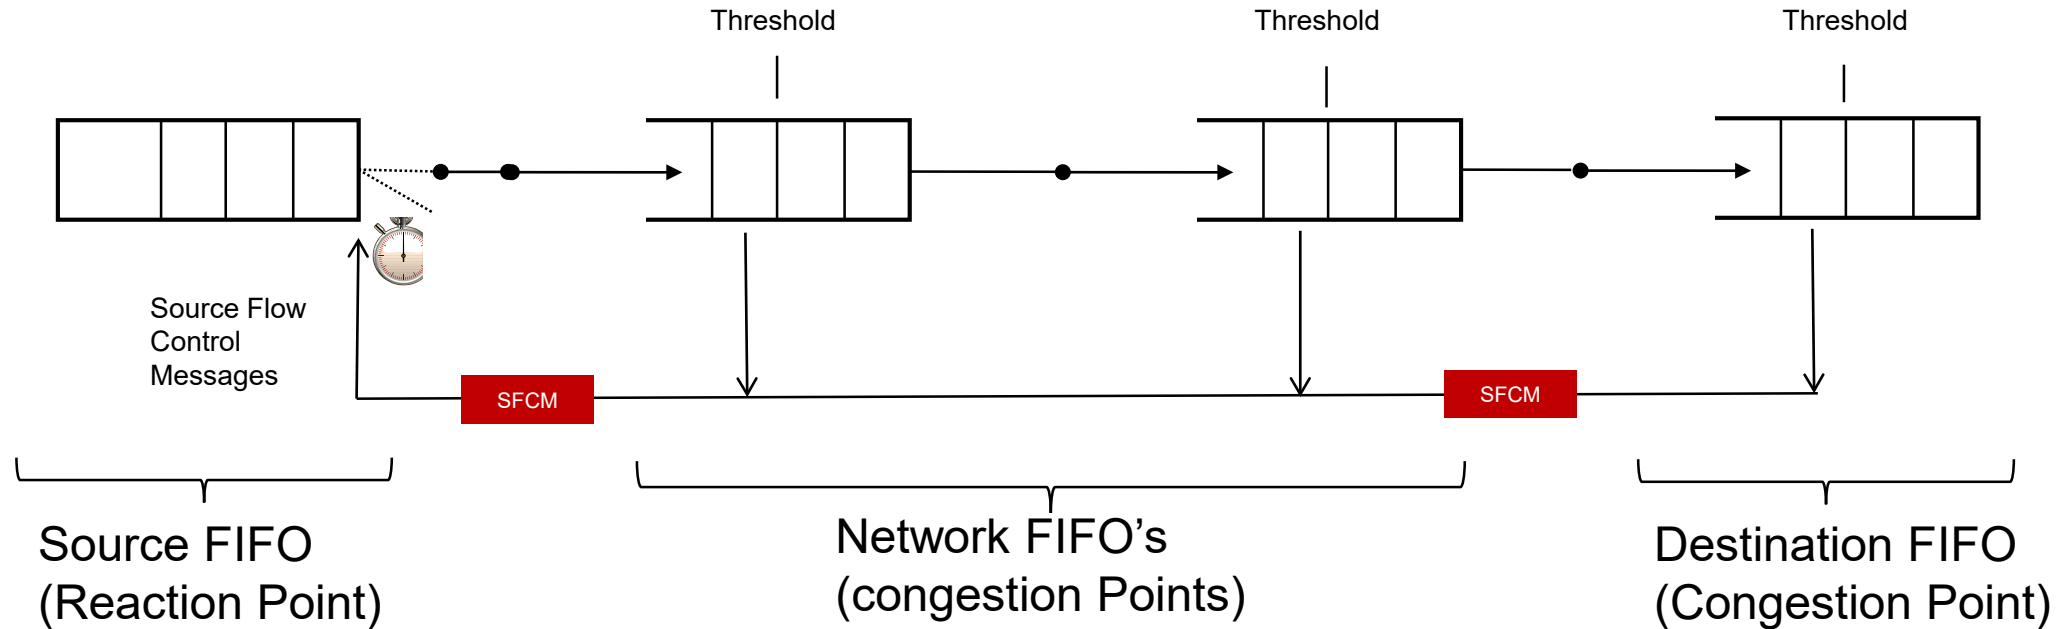 Threshold
Threshold
Threshold
Source Flow
Control
Messages
SFCM
SFCM
Source FIFO
(Reaction Point)
Network FIFO’s
(congestion Points)
Destination FIFO
(Congestion Point)